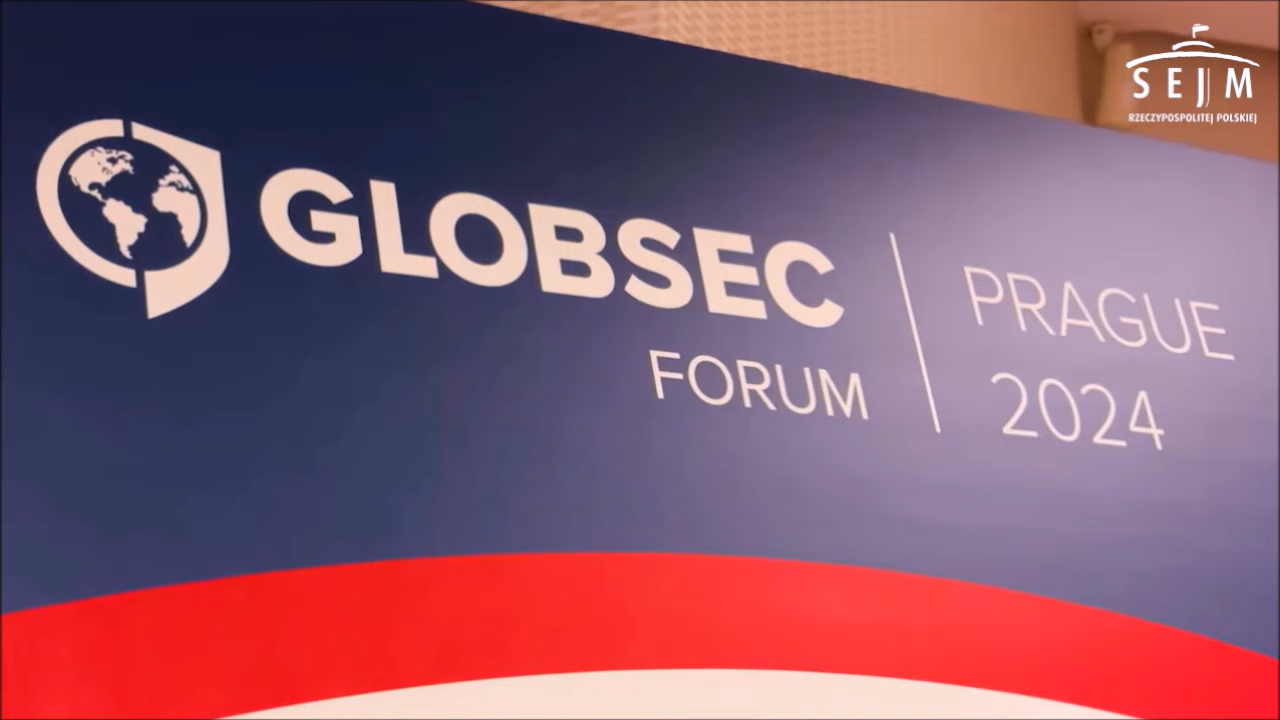 SEJM
RZECZYPOSPOLITEJ POLSKIEJ
GLOBSEC
FORUM
PRAGUE
2024